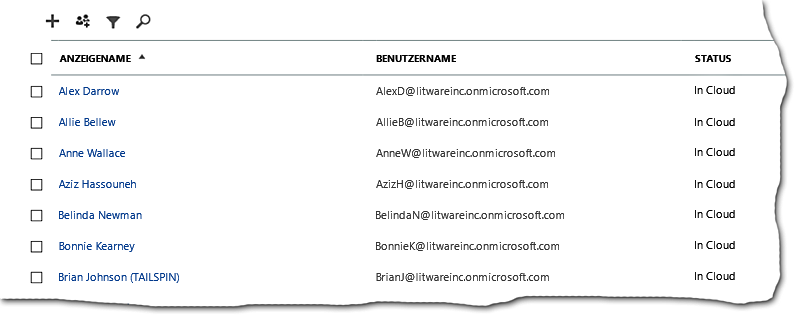 ANZEIGENAME BENUTZERNAME STATUS
Alex Darrow AlexD@litwareinc.onmicrosoft.com In Cloud
Allie Bellew AllieB@litwareinc.onmicrosoft.com In Cloud
Anne Wallace AnneW@litwareinc.onmicrosoft.com In Cloud
Aziz Hassouneh AzizH@litwareinc.onmicrosoft.com In Cloud
Belinda Newman BelindaN@litwareinc.onmicrosoft.com In Cloud
Bonnie Kearney BonnieK@litwareinc.onmicrosoft.com In Cloud
Brian Johnson (TAILSPIN) BrianJ@litwareinc.onmicrosoft.com In Cloud